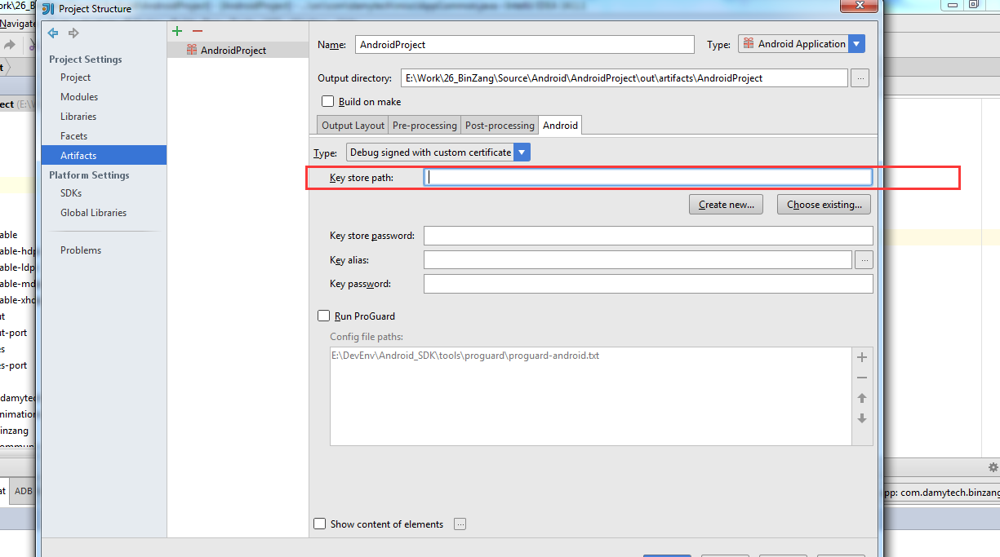 ork\26_B
Project Structure
Navigate
Project Settings
Project
Modules
Libraries
Facets
Artifacts
Platform Settings
SDKs
Global Libraries
Problems
AndroidProject
Name: AndroidProject
Type: Android Application
Output directory: E:\Work\26_BinZang\Source\Android\AndroidProject\out\artifacts\AndroidProject
...
Build on make
Output Layout Pre-processing Post-processing Android
Type: Debug signed with custom certificate
Key store path:
Create new... Choose existing...
Key store password:
Key alias:
...
Key password:
Run ProGuard
Config file paths:
E:\DevEnv\Android_SDK\tools\proguard\proguard-android.txt
Show content of elements ...
ect (E:\W
able
able-hdp
able-ldp
able-md
able-xhd
ut
ut-port
es
es-port
damytec
nimation
inzang
at ADB
pp: com.damytech.binzang